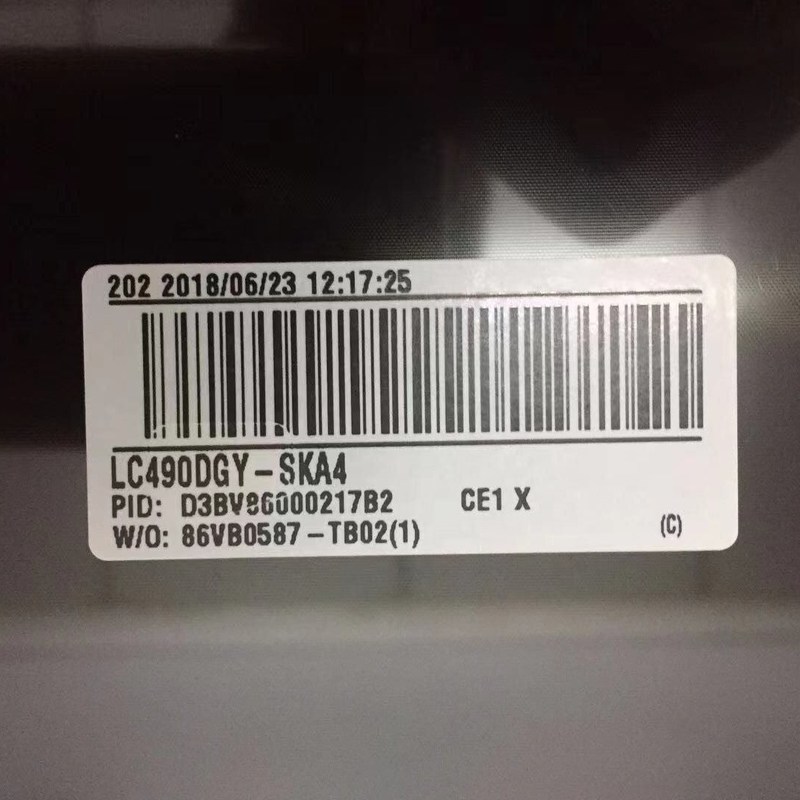 202 2018/06/23 12:17:25
LC490DGY-SKA4
PID: D3BV86000217B2 CE1 X
W/O: 86VB0587-TB02(1)
(C)